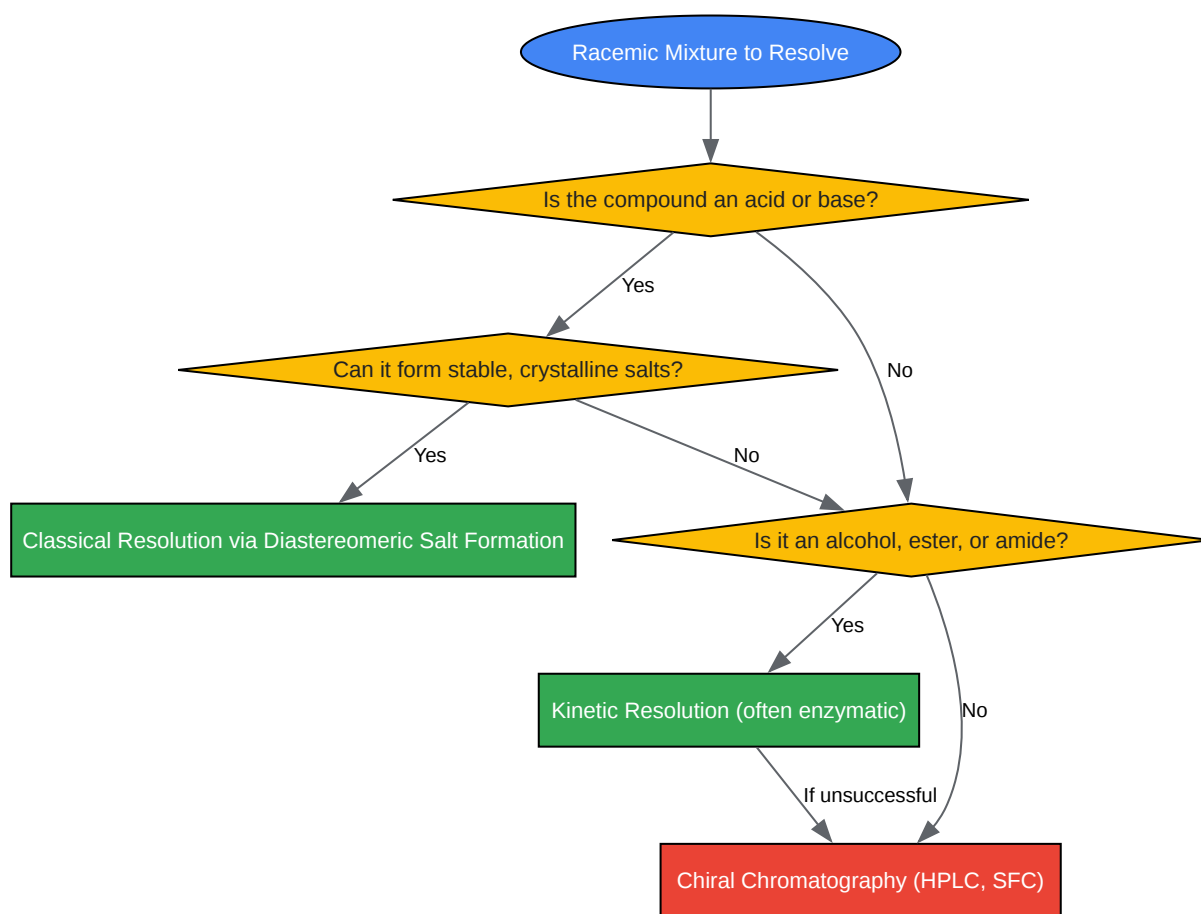 Racemic Mixture to Resolve
Is the compound an acid or base?
Yes
Can it form stable, crystalline salts?
No
Yes
No
Classical Resolution via Diastereomeric Salt Formation
Is it an alcohol, ester, or amide?
Yes
Kinetic Resolution (often enzymatic)
No
If unsuccessful
Chiral Chromatography (HPLC, SFC)